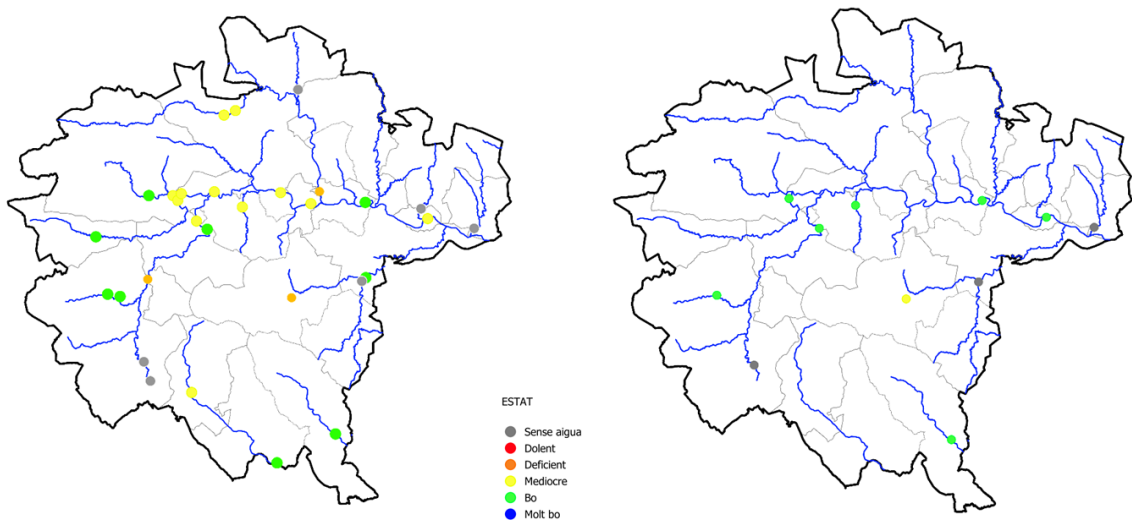 ESTAT
Sense aigua
Dolent
Deficient
Mediocre
Bo
Molt bo